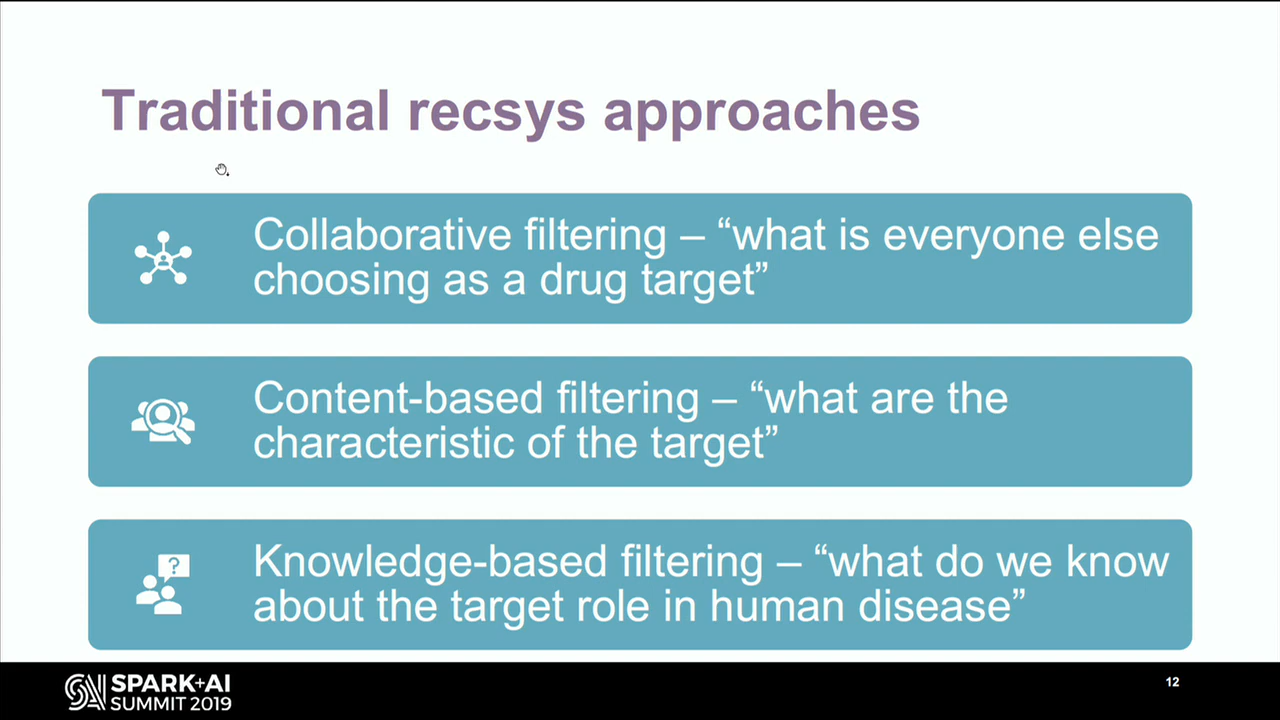 Traditional recsys approaches
Collaborative filtering – “what is everyone else
choosing as a drug target”
Content-based filtering – “what are the
characteristic of the target”
?
Knowledge-based filtering – “what do we know
about the target role in human disease”
SPARK+AI
SUMMIT 2019
12